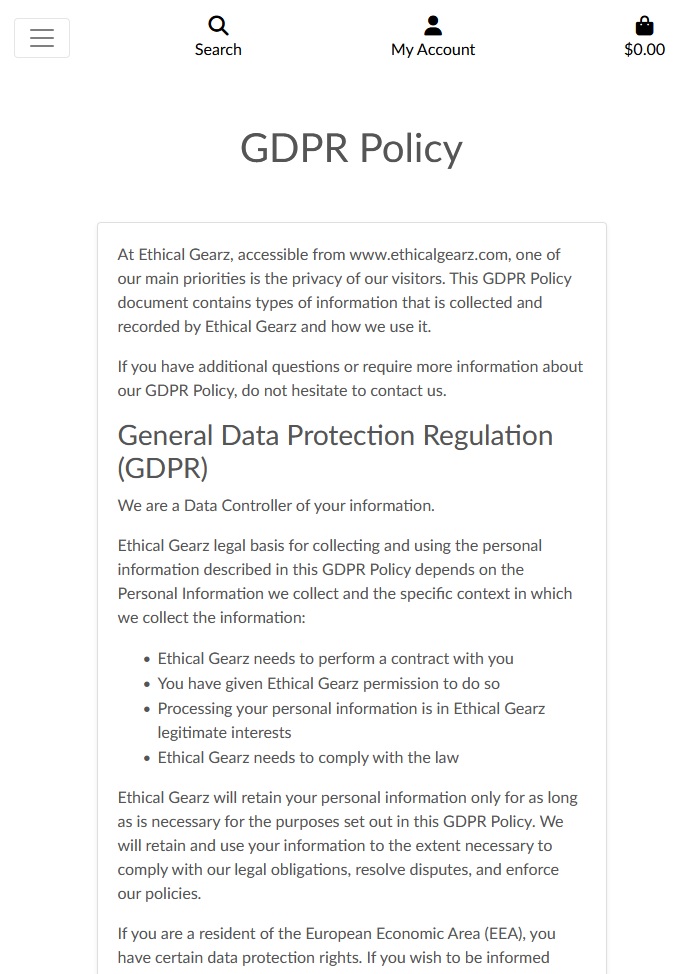 Search
My Account
$0.00
GDPR Policy
At Ethical Gearz, accessible from www.ethicalgearz.com, one of
our main priorities is the privacy of our visitors. This GDPR Policy
document contains types of information that is collected and
recorded by Ethical Gearz and how we use it.
If you have additional questions or require more information about
our GDPR Policy, do not hesitate to contact us.
General Data Protection Regulation
(GDPR)
We are a Data Controller of your information.
Ethical Gearz legal basis for collecting and using the personal
information described in this GDPR Policy depends on the
Personal Information we collect and the specific context in which
we collect the information:
• Ethical Gearz needs to perform a contract with you
• You have given Ethical Gearz permission to do so
• Processing your personal information is in Ethical Gearz
legitimate interests
• Ethical Gearz needs to comply with the law
Ethical Gearz will retain your personal information only for as long
as is necessary for the purposes set out in this GDPR Policy. We
will retain and use your information to the extent necessary to
comply with our legal obligations, resolve disputes, and enforce
our policies.
If you are a resident of the European Economic Area (EEA), you
have certain data protection rights. If you wish to be informed